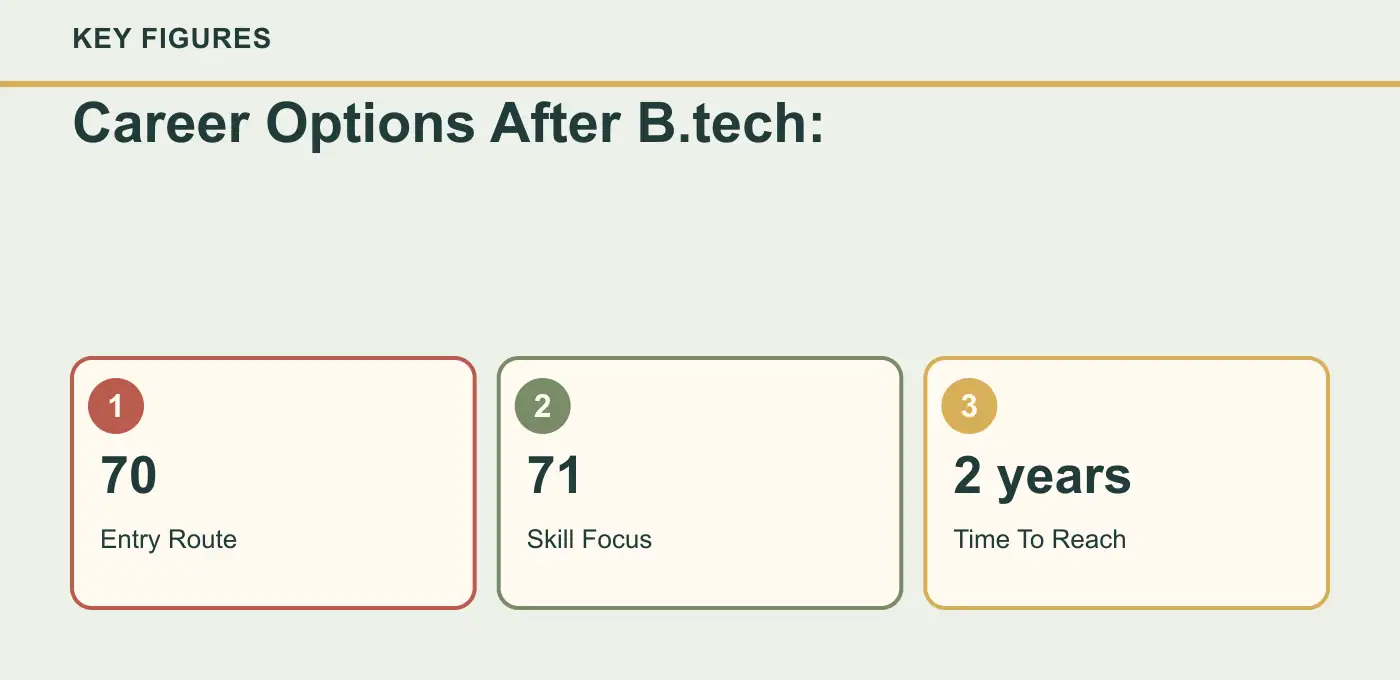 KEY FIGURES
Career Options After B.tech:
1
70
Entry Route
2
71
Skill Focus
3
2 years
Time To Reach